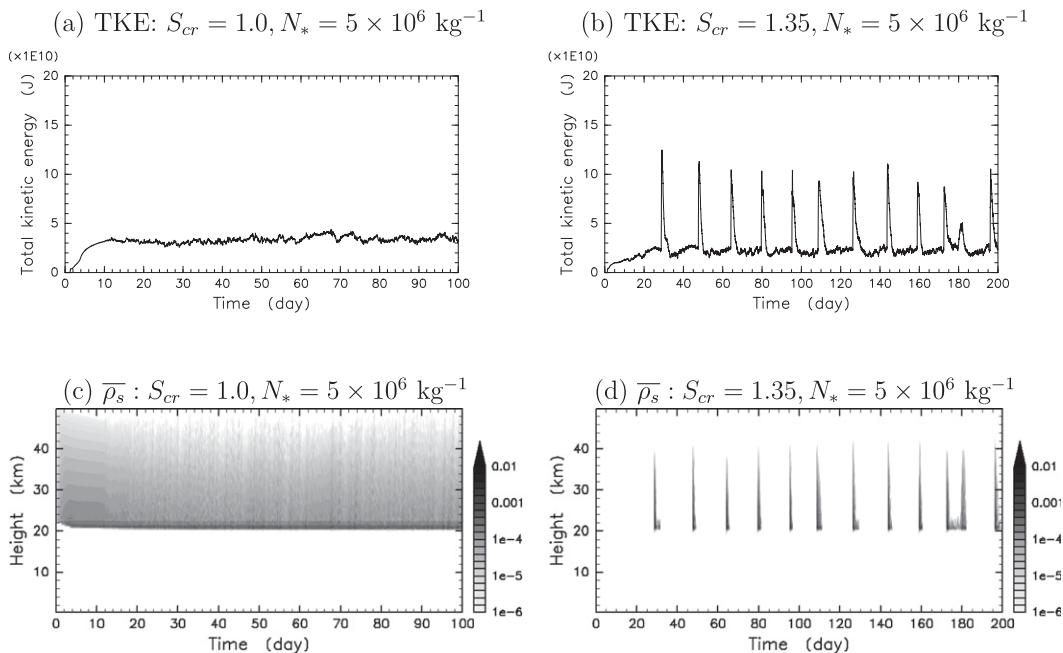 (a) TKE: S_cr = 1.0, N_* = 5 × 10^6 kg^−1
(×1E10)
Total kinetic energy (J)
20
15
10
5
0
0 10 20 30 40 50 60 70 80 90 100
Time (day)
(b) TKE: S_cr = 1.35, N_* = 5 × 10^6 kg^−1
(×1E10)
Total kinetic energy (J)
20
15
10
5
0
0 20 40 60 80 100 120 140 160 180 200
Time (day)
(c) \overline{ρ_s} : S_cr = 1.0, N_* = 5 × 10^6 kg^−1
Height (km)
40
30
20
10
0 10 20 30 40 50 60 70 80 90 100
Time (day)
0.01
0.001
1e−4
1e−5
1e−6
(d) \overline{ρ_s} : S_cr = 1.35, N_* = 5 × 10^6 kg^−1
Height (km)
40
30
20
10
0 20 40 60 80 100 120 140 160 180 200
Time (day)
0.01
0.001
1e−4
1e−5
1e−6